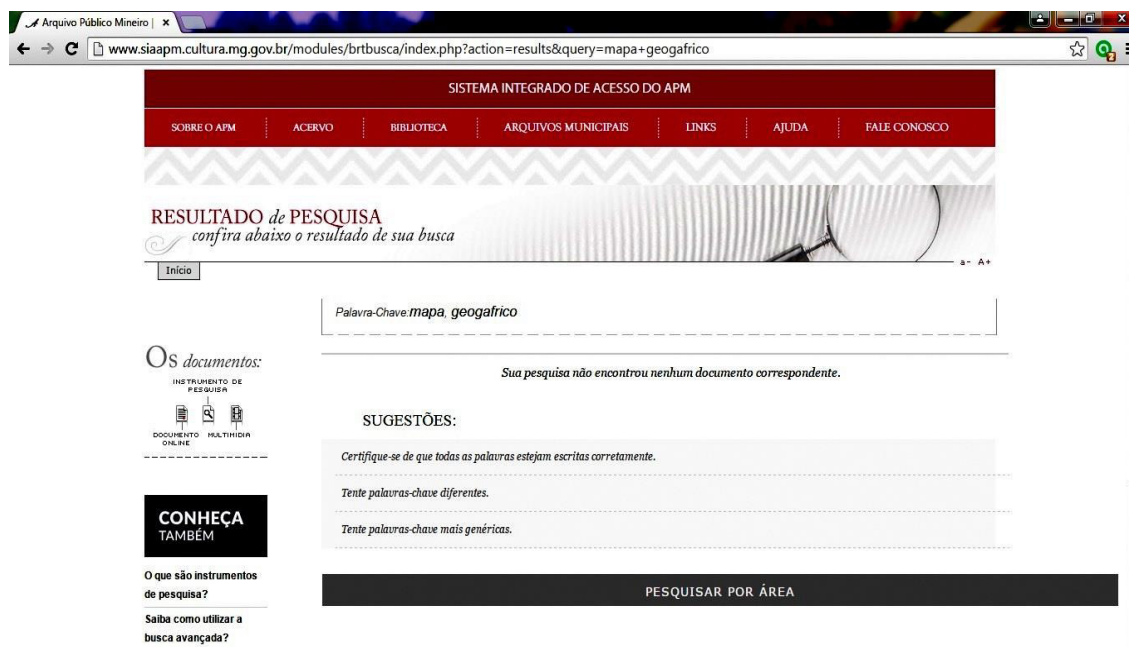 Arquivo Público Mineiro |
www.siaapm.cultura.mg.gov.br/modules/brtbusca/index.php?action=results&query=mapa+geogafrico
SISTEMA INTEGRADO DE ACESSO DO APM
SOBRE O APM ACERVO BIBLIOTECA ARQUIVOS MUNICIPAIS LINKS AJUDA FALE CONOSCO
RESULTADO de PESQUISA
confira abaixo o resultado de sua busca
a- A+
Início
Palavra-Chave:mapa, geogafrico
Os documentos:
INSTRUMENTO DE
PESQUISA
DOCUMENTO MULTIMIDIA
ONLINE
Sua pesquisa não encontrou nenhum documento correspondente.
SUGESTÕES:
Certifique-se de que todas as palavras estejam escritas corretamente.
Tente palavras-chave diferentes.
Tente palavras-chave mais genéricas.
CONHEÇA
TAMBÉM
O que são instrumentos
de pesquisa?
Saiba como utilizar a
busca avançada?
PESQUISAR POR ÁREA